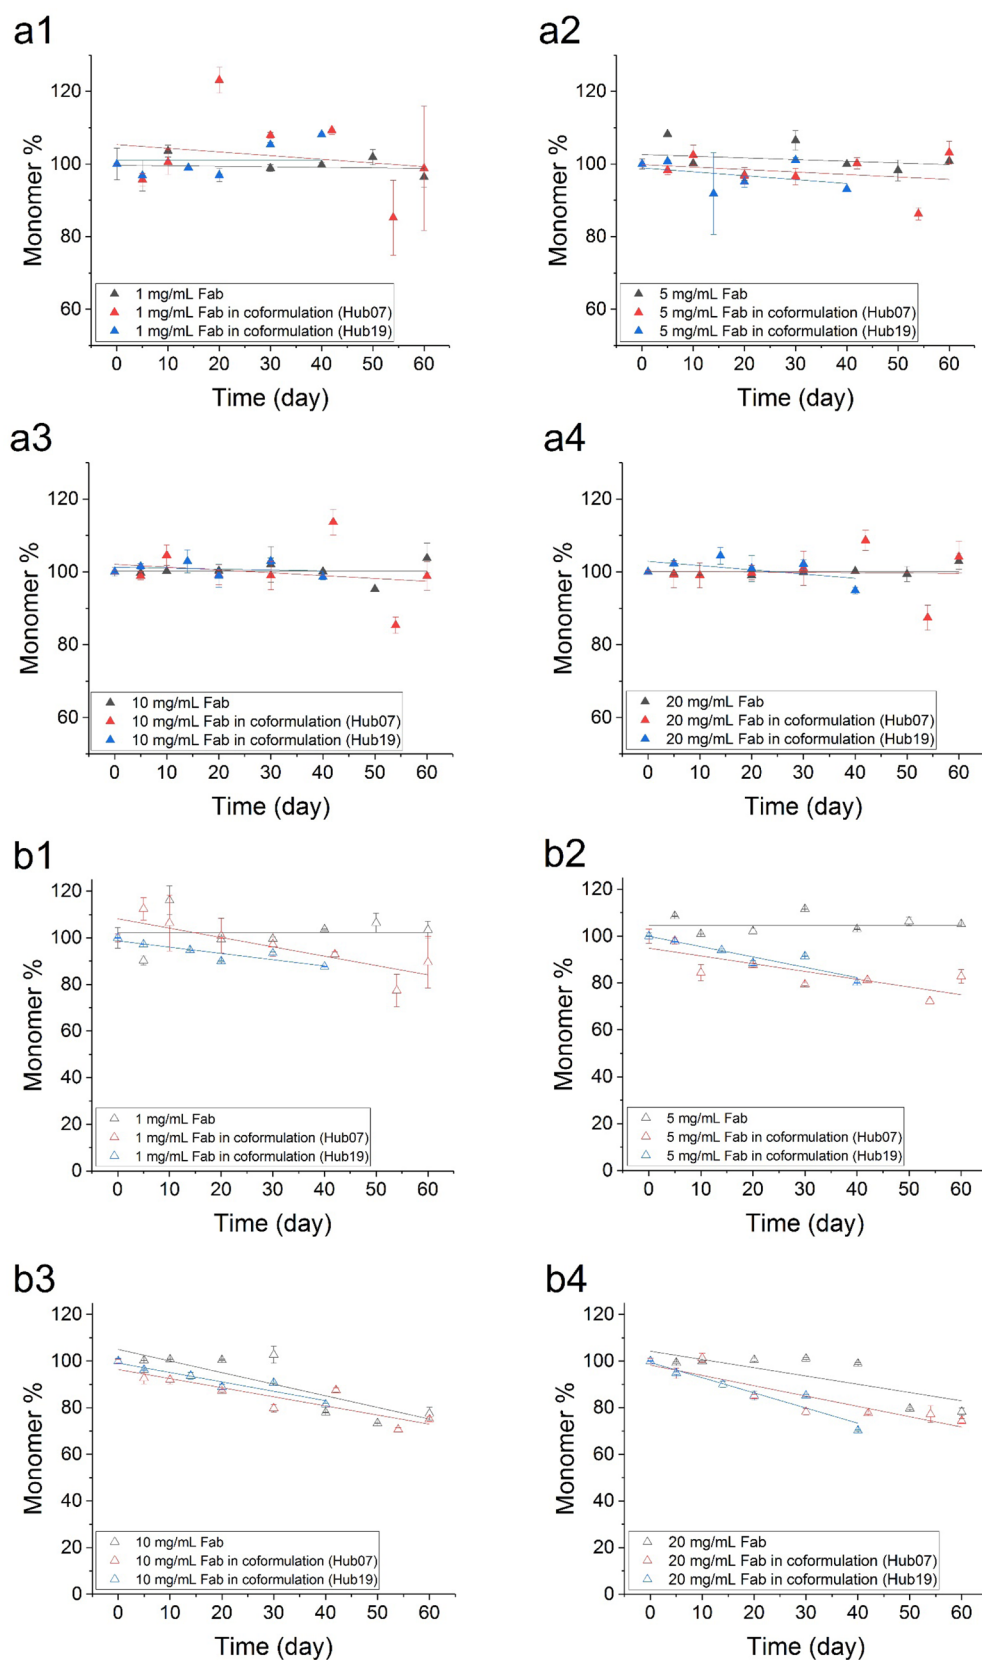 a1
120
100
80
60
Monomer %
1 mg/mL Fab
1 mg/mL Fab in coformulation (Hub07)
1 mg/mL Fab in coformulation (Hub19)
0 10 20 30 40 50 60
Time (day)
a2
120
100
80
60
Monomer %
5 mg/mL Fab
5 mg/mL Fab in coformulation (Hub07)
5 mg/mL Fab in coformulation (Hub19)
0 10 20 30 40 50 60
Time (day)
a3
120
100
80
60
Monomer %
10 mg/mL Fab
10 mg/mL Fab in coformulation (Hub07)
10 mg/mL Fab in coformulation (Hub19)
0 10 20 30 40 50 60
Time (day)
a4
120
100
80
60
Monomer %
20 mg/mL Fab
20 mg/mL Fab in coformulation (Hub07)
20 mg/mL Fab in coformulation (Hub19)
0 10 20 30 40 50 60
Time (day)
b1
120
100
80
60
40
20
0
Monomer %
1 mg/mL Fab
1 mg/mL Fab in coformulation (Hub07)
1 mg/mL Fab in coformulation (Hub19)
0 10 20 30 40 50 60
Time (day)
b2
120
100
80
60
40
20
0
Monomer %
5 mg/mL Fab
5 mg/mL Fab in coformulation (Hub07)
5 mg/mL Fab in coformulation (Hub19)
0 10 20 30 40 50 60
Time (day)
b3
120
100
80
60
40
20
0
Monomer %
10 mg/mL Fab
10 mg/mL Fab in coformulation (Hub07)
10 mg/mL Fab in coformulation (Hub19)
0 10 20 30 40 50 60
Time (day)
b4
120
100
80
60
40
20
0
Monomer %
20 mg/mL Fab
20 mg/mL Fab in coformulation (Hub07)
20 mg/mL Fab in coformulation (Hub19)
0 10 20 30 40 50 60
Time (day)